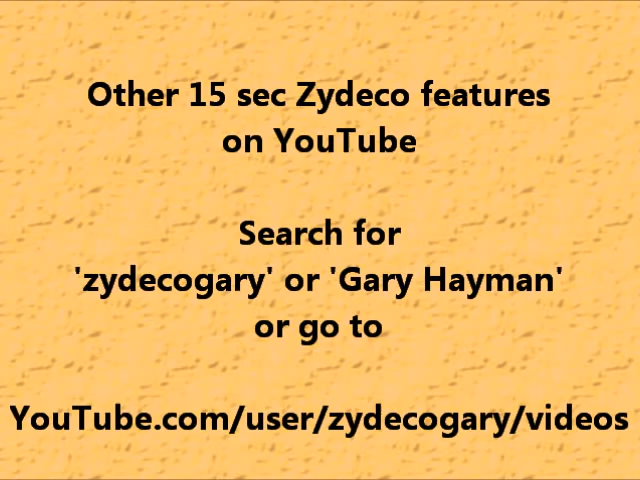 Other 15 sec Zydeco features
on YouTube
Search for
'zydecogary' or 'Gary Hayman'
or go to
YouTube.com/user/zydecogary/videos